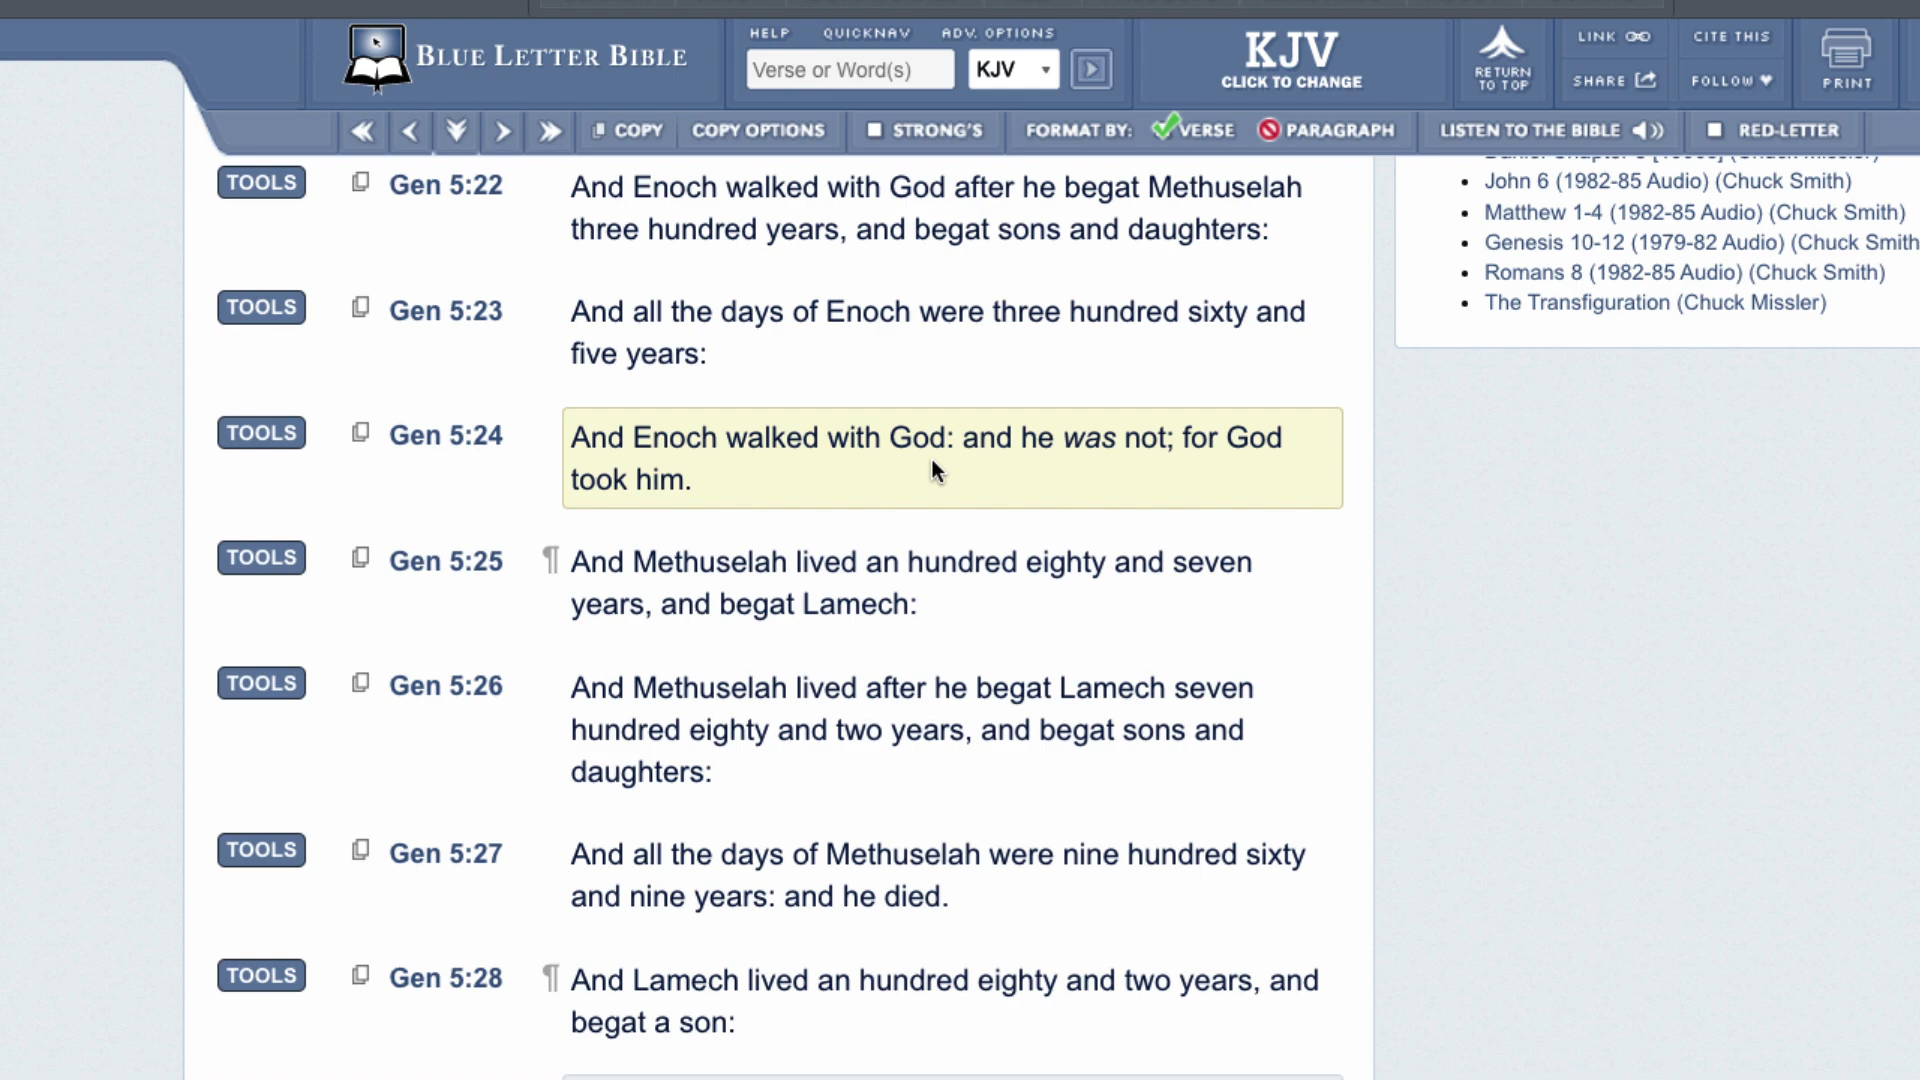 HELP QUICKNAV ADV. OPTIONS
BLUE LETTER BIBLE
Verse or Word(s) KJV
KJV
CLICK TO CHANGE
RETURN
TO TOP
LINK
SHARE
CITE THIS
FOLLOW
PRINT
COPY COPY OPTIONS STRONG'S FORMAT BY: VERSE PARAGRAPH LISTEN TO THE BIBLE RED-LETTER
TOOLS Gen 5:22 And Enoch walked with God after he begat Methuselah
three hundred years, and begat sons and daughters:
TOOLS Gen 5:23 And all the days of Enoch were three hundred sixty and
five years:
TOOLS Gen 5:24 And Enoch walked with God: and he was not; for God
took him.
TOOLS Gen 5:25 ¶ And Methuselah lived an hundred eighty and seven
years, and begat Lamech:
TOOLS Gen 5:26 And Methuselah lived after he begat Lamech seven
hundred eighty and two years, and begat sons and
daughters:
TOOLS Gen 5:27 And all the days of Methuselah were nine hundred sixty
and nine years: and he died.
TOOLS Gen 5:28 ¶ And Lamech lived an hundred eighty and two years, and
begat a son:
• John 6 (1982-85 Audio) (Chuck Smith)
• Matthew 1-4 (1982-85 Audio) (Chuck Smith)
• Genesis 10-12 (1979-82 Audio) (Chuck Smith
• Romans 8 (1982-85 Audio) (Chuck Smith)
• The Transfiguration (Chuck Missler)